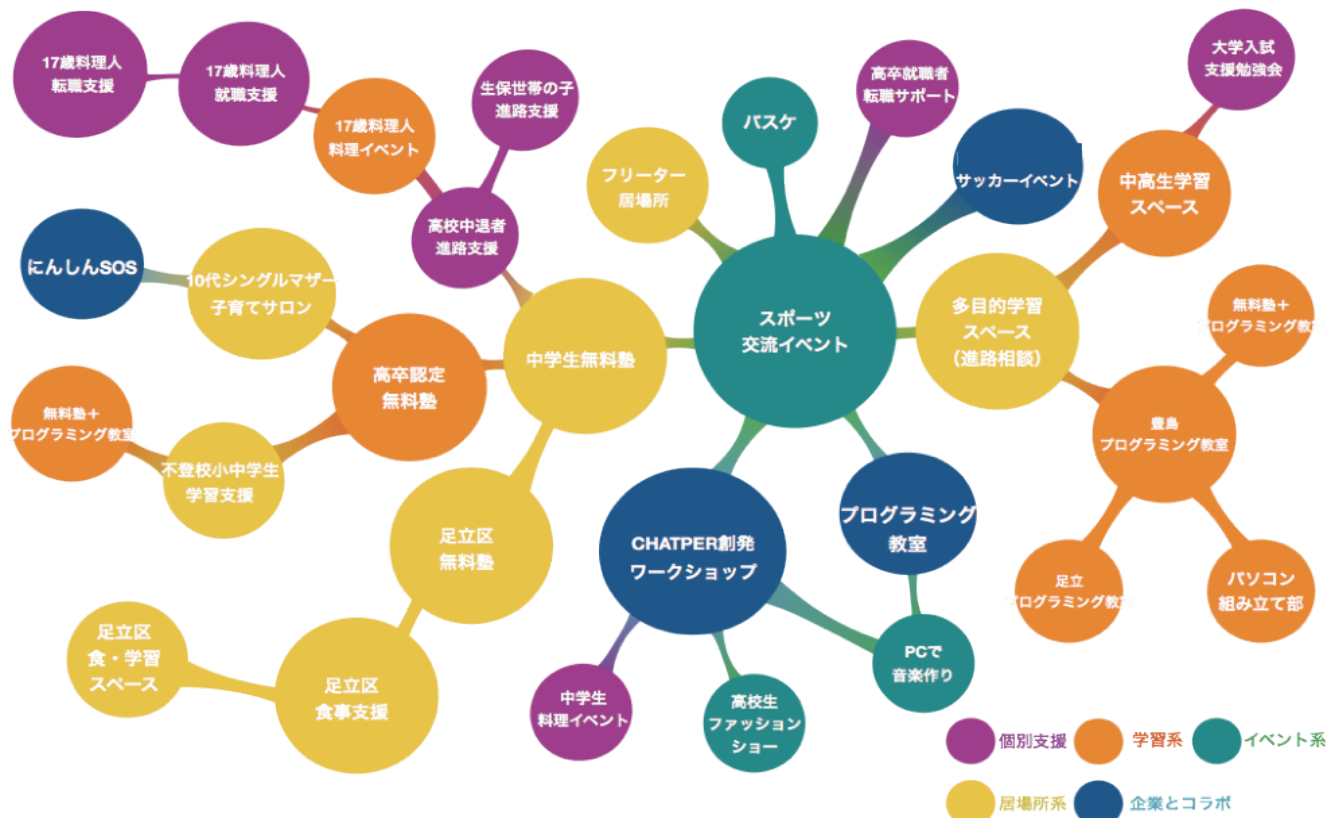 17歳料理人
転職支援
17歳料理人
就職支援
17歳料理人
料理イベント
生保世帯の子
進路支援
高校中退者
進路支援
フリーター
居場所
バスケ
高卒就職者
転職サポート
サッカーイベント
大学入試
支援勉強会
中高生学習
スペース
にんしんSOS
10代シングルマザー
子育てサロン
高卒認定
無料塾
中学生無料塾
スポーツ
交流イベント
多目的学習
スペース
（進路相談）
無料塾＋
プログラミング教室
無料塾＋
プログラミング教室
不登校小中学生
学習支援
豊島
プログラミング教室
足立区
無料塾
CHATPER創発
ワークショップ
プログラミング
教室
足立
プログラミング教室
パソコン
組み立て部
足立区
食・学習
スペース
足立区
食事支援
中学生
料理イベント
高校生
ファッション
ショー
PCで
音楽作り
個別支援
学習系
イベント系
居場所系
企業とコラボ